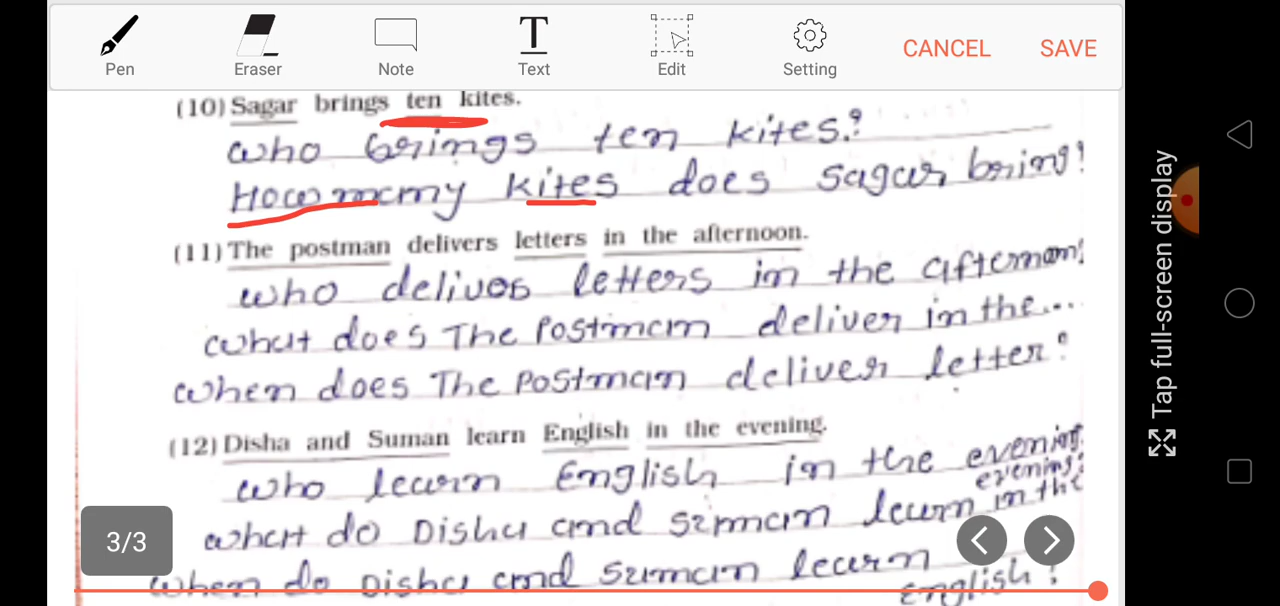 Pen
Eraser
Note
Text
Edit
Setting
CANCEL
SAVE
(10) Sagar brings ten kites.
who brings ten kites?
How many kites does sagar bring?
(11) The postman delivers letters in the afternoon.
who delivers letters in the afternoon?
what does The Postman deliver in the...
when does The Postman deliver letter?
(12) Disha and Suman learn English in the evening.
who learn English in the evening.
what do Disha and suman learn in the evening?
when do Disha and suman learn English?
3/3
Tap full-screen display